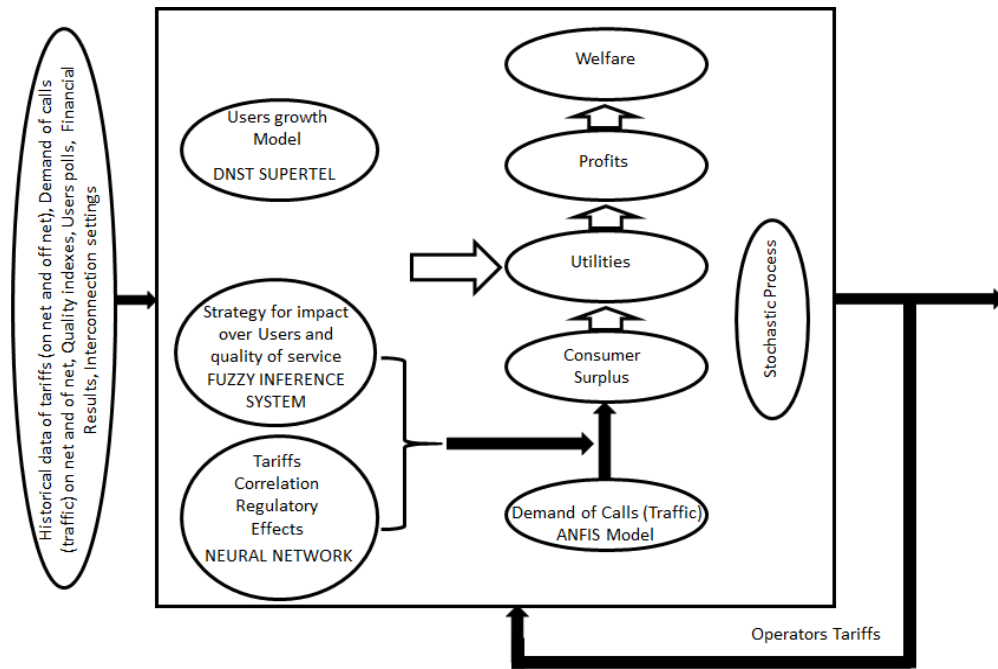 Historical data of tariffs (on net and off net), Demand of calls
(traffic) on net and of net, Quality indexes, Users polls, Financial
Results, Interconnection settings
Users growth
Model
DNST SUPERTEL
Strategy for impact
over Users and
quality of service
FUZZY INFERENCE
SYSTEM
Tariffs
Correlation
Regulatory
Effects
NEURAL NETWORK
Welfare
Profits
Utilities
Consumer
Surplus
Demand of Calls (Traffic)
ANFIS Model
Stochastic Process
Operators Tariffs